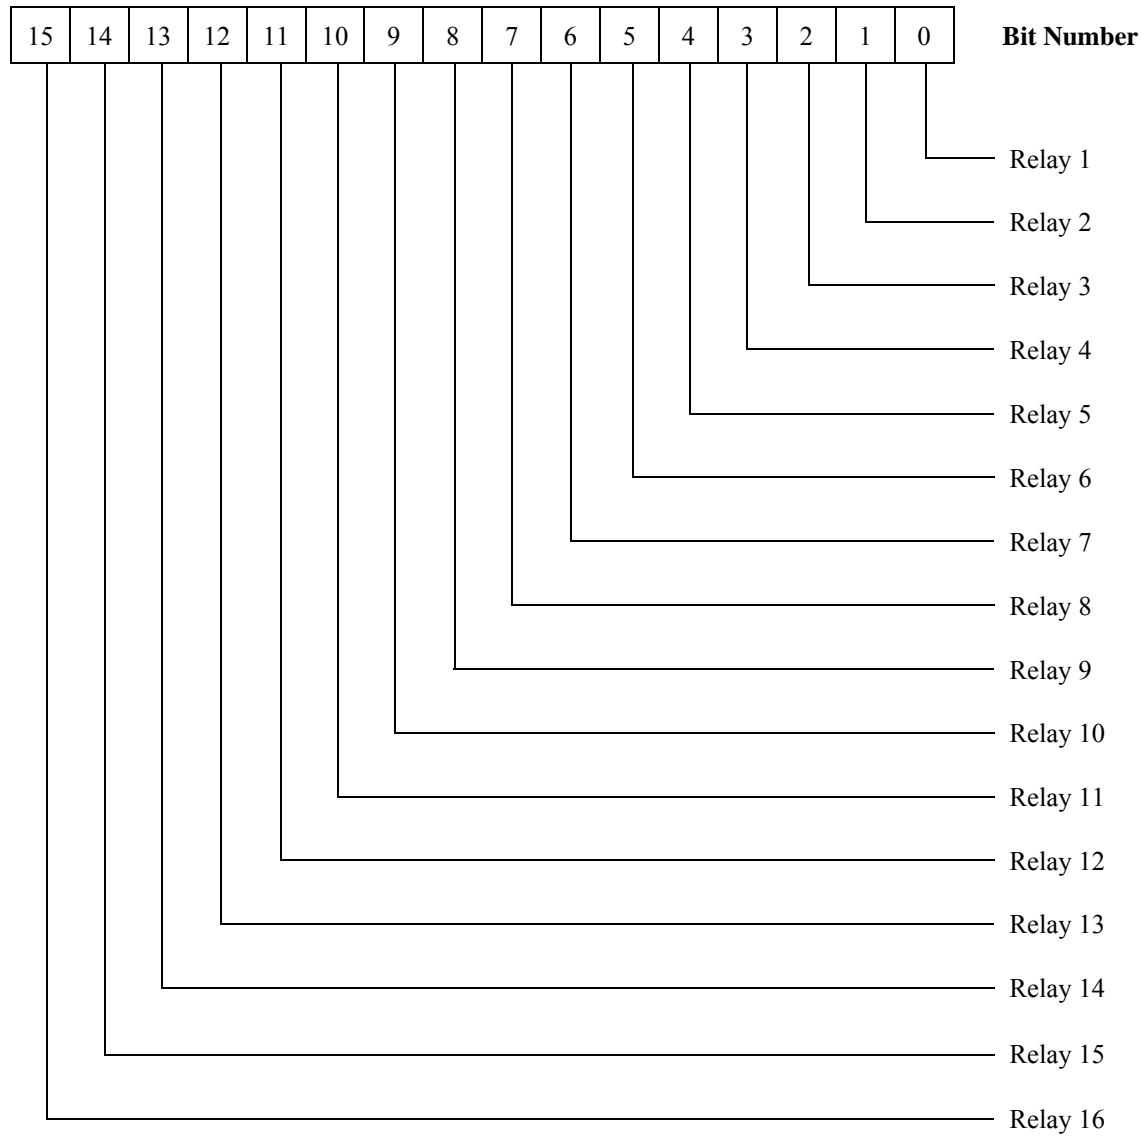 15 14 13 12 11 10 9 8 7 6 5 4 3 2 1 0 Bit Number
Relay 1
Relay 2
Relay 3
Relay 4
Relay 5
Relay 6
Relay 7
Relay 8
Relay 9
Relay 10
Relay 11
Relay 12
Relay 13
Relay 14
Relay 15
Relay 16